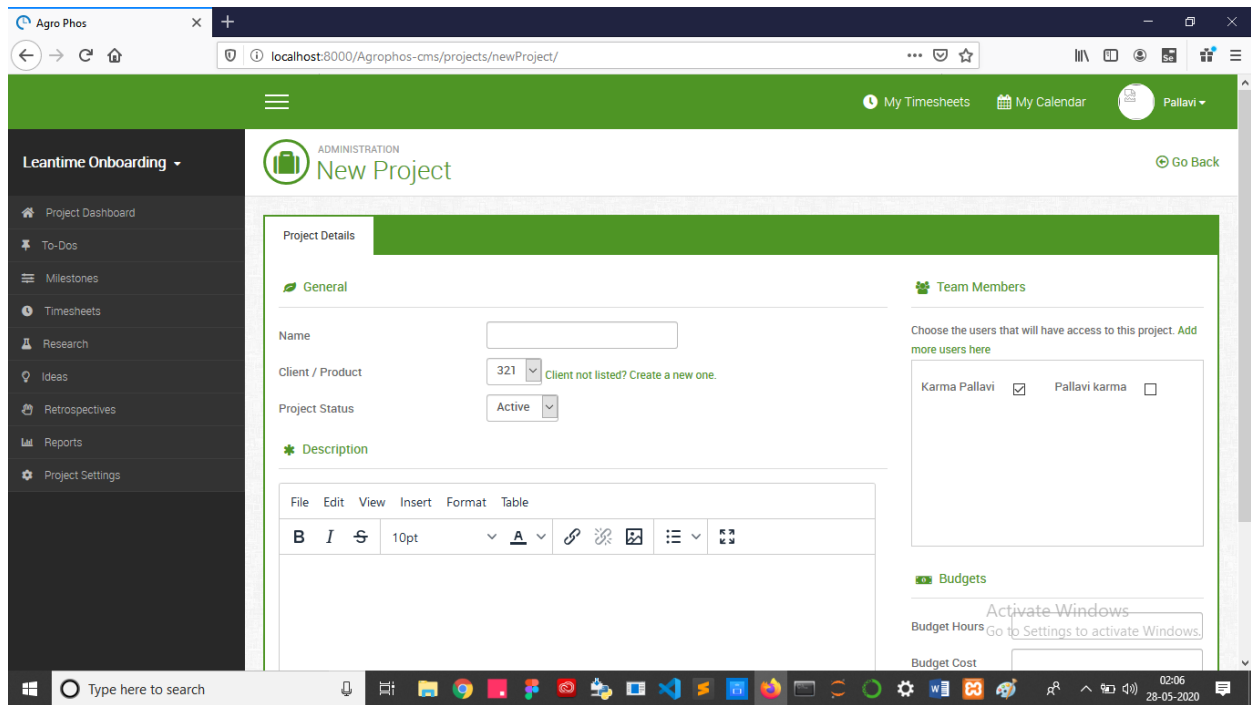 Agro Phos
localhost:8000/Agrophos-cms/projects/newProject/
Se
My Timesheets My Calendar Pallavi
Leantime Onboarding
ADMINISTRATION
New Project
Go Back
Project Dashboard
To-Dos
Milestones
Timesheets
Research
Ideas
Retrospectives
Reports
Project Settings
Project Details
General
Name
Client / Product 321 Client not listed? Create a new one.
Project Status Active
Description
File Edit View Insert Format Table
B I S 10pt A
Team Members
Choose the users that will have access to this project. Add
more users here
Karma Pallavi Pallavi karma
Budgets
Budget Hours
Budget Cost
Activate Windows
Go to Settings to activate Windows.
Type here to search
02:06
28-05-2020